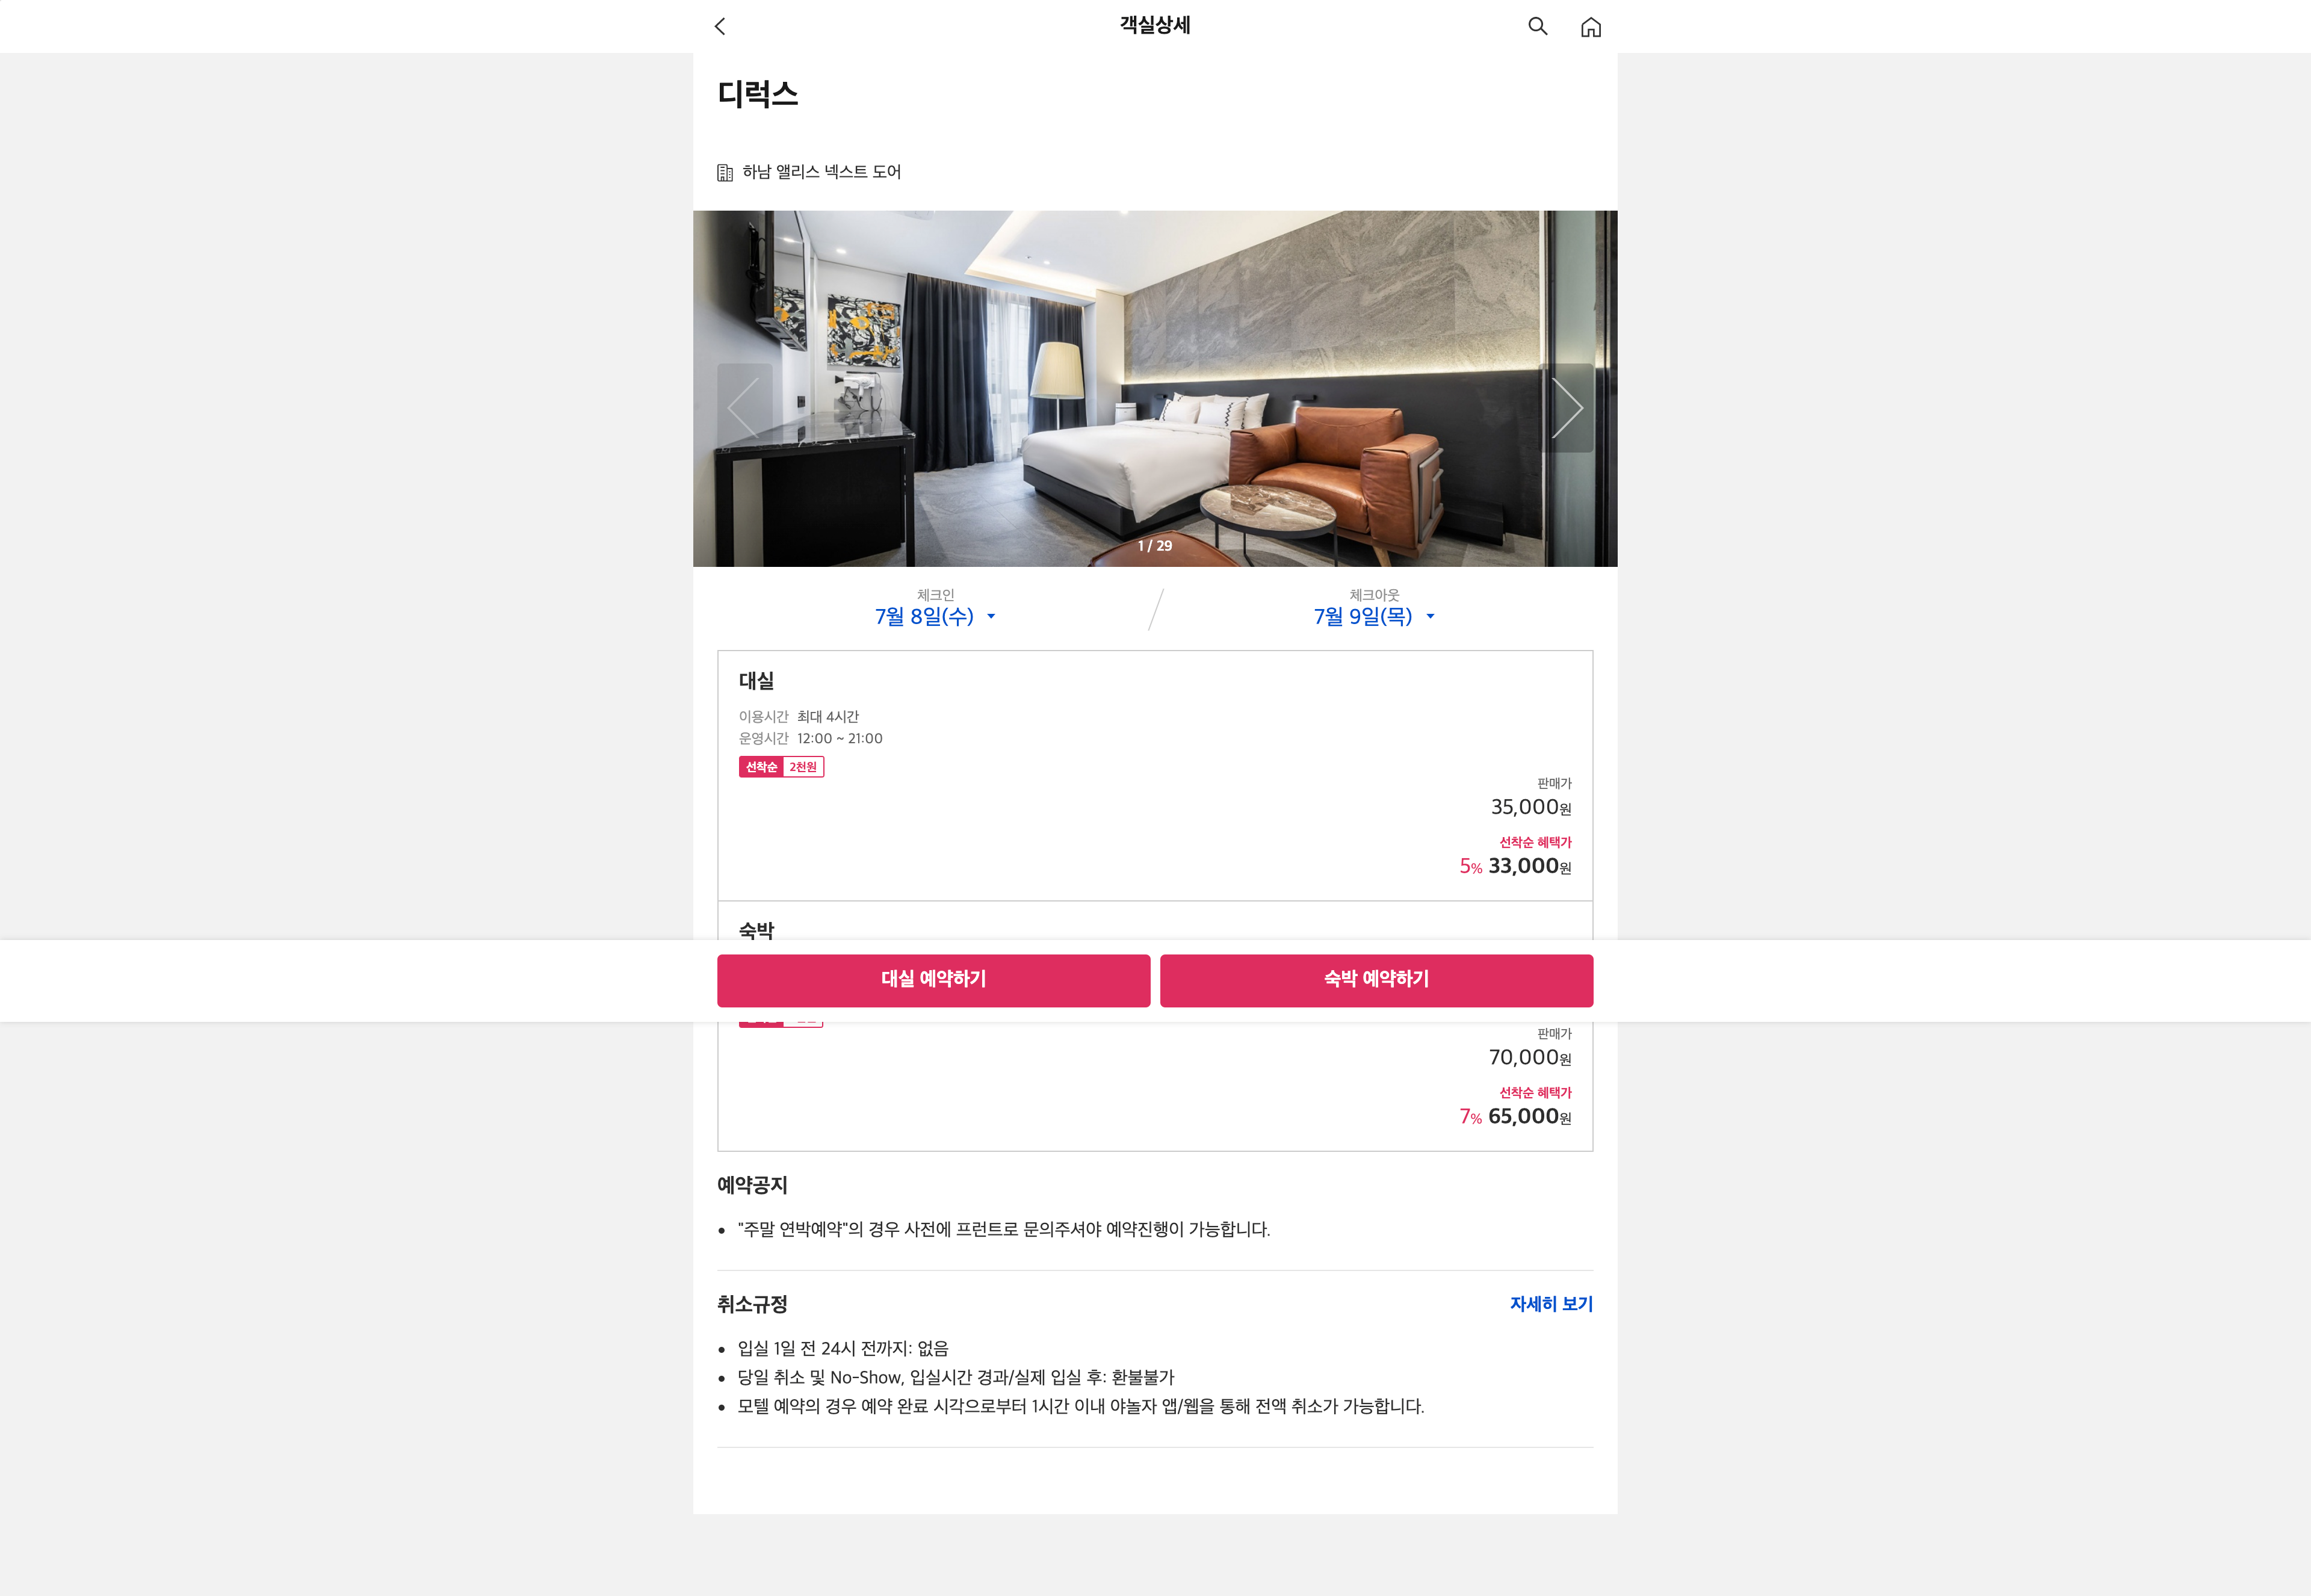 객실상세
디럭스
하남 앨리스 넥스트 도어
1 / 29
체크인
7월 8일(수)
체크아웃
7월 9일(목)
대실
이용시간 최대 4시간
운영시간 12:00 ~ 21:00
선착순 2천원
판매가
35,000원
선착순 혜택가
5% 33,000원
숙박
대실 예약하기
숙박 예약하기
판매가
70,000원
선착순 혜택가
7% 65,000원
예약공지
• "주말 연박예약"의 경우 사전에 프런트로 문의주셔야 예약진행이 가능합니다.
취소규정
자세히 보기
• 입실 1일 전 24시 전까지: 없음
• 당일 취소 및 No-Show, 입실시간 경과/실제 입실 후: 환불불가
• 모텔 예약의 경우 예약 완료 시각으로부터 1시간 이내 야놀자 앱/웹을 통해 전액 취소가 가능합니다.